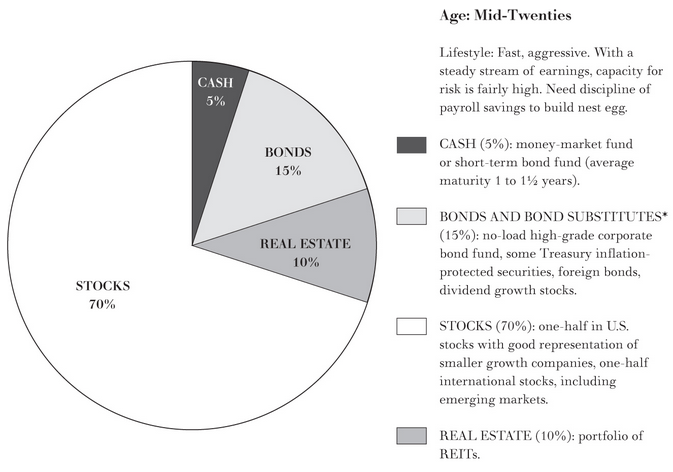 Age: Mid-Twenties
Lifestyle: Fast, aggressive. With a
steady stream of earnings, capacity for
risk is fairly high. Need discipline of
payroll savings to build nest egg.
CASH
5%
BONDS
15%
REAL ESTATE
10%
STOCKS
70%
CASH (5%): money-market fund
or short-term bond fund (average
maturity 1 to 1½ years).
BONDS AND BOND SUBSTITUTES*
(15%): no-load high-grade corporate
bond fund, some Treasury inflation-
protected securities, foreign bonds,
dividend growth stocks.
STOCKS (70%): one-half in U.S.
stocks with good representation of
smaller growth companies, one-half
international stocks, including
emerging markets.
REAL ESTATE (10%): portfolio of
REITs.